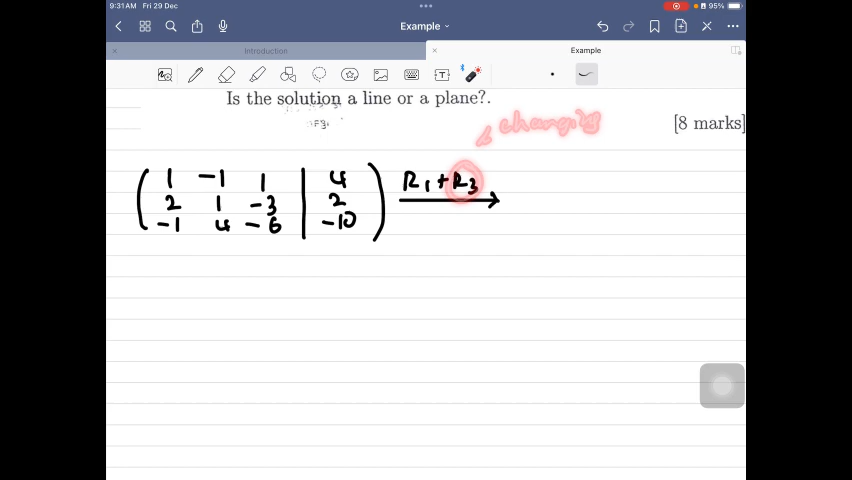 9:31AM Fri 29 Dec
95%
Example
Introduction
Example
Is the solution a line or a plane?.
changing
[8 marks]
1 -1 1 | 4
2 1 -3 | 2
-1 4 -6 | -10
R₁+R₃